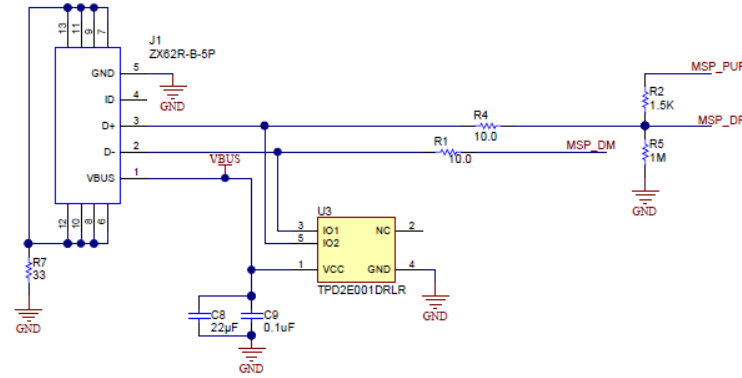 13
11
9
7
J1
ZX62R-B-5P
GND 5
GND
ID 4
D+ 3
D- 2
VBUS 1
12
10
8
6
R7
33
GND
VBUS
R4
10.0
R1
10.0
MSP_DM
MSP_PUR
R2
1.5K
MSP_DP
R5
1M
GND
U3
3 IO1 NC 2
5 IO2
1 VCC GND 4
TPD2E001DRLR
GND
C8
22µF
C9
0.1uF
GND